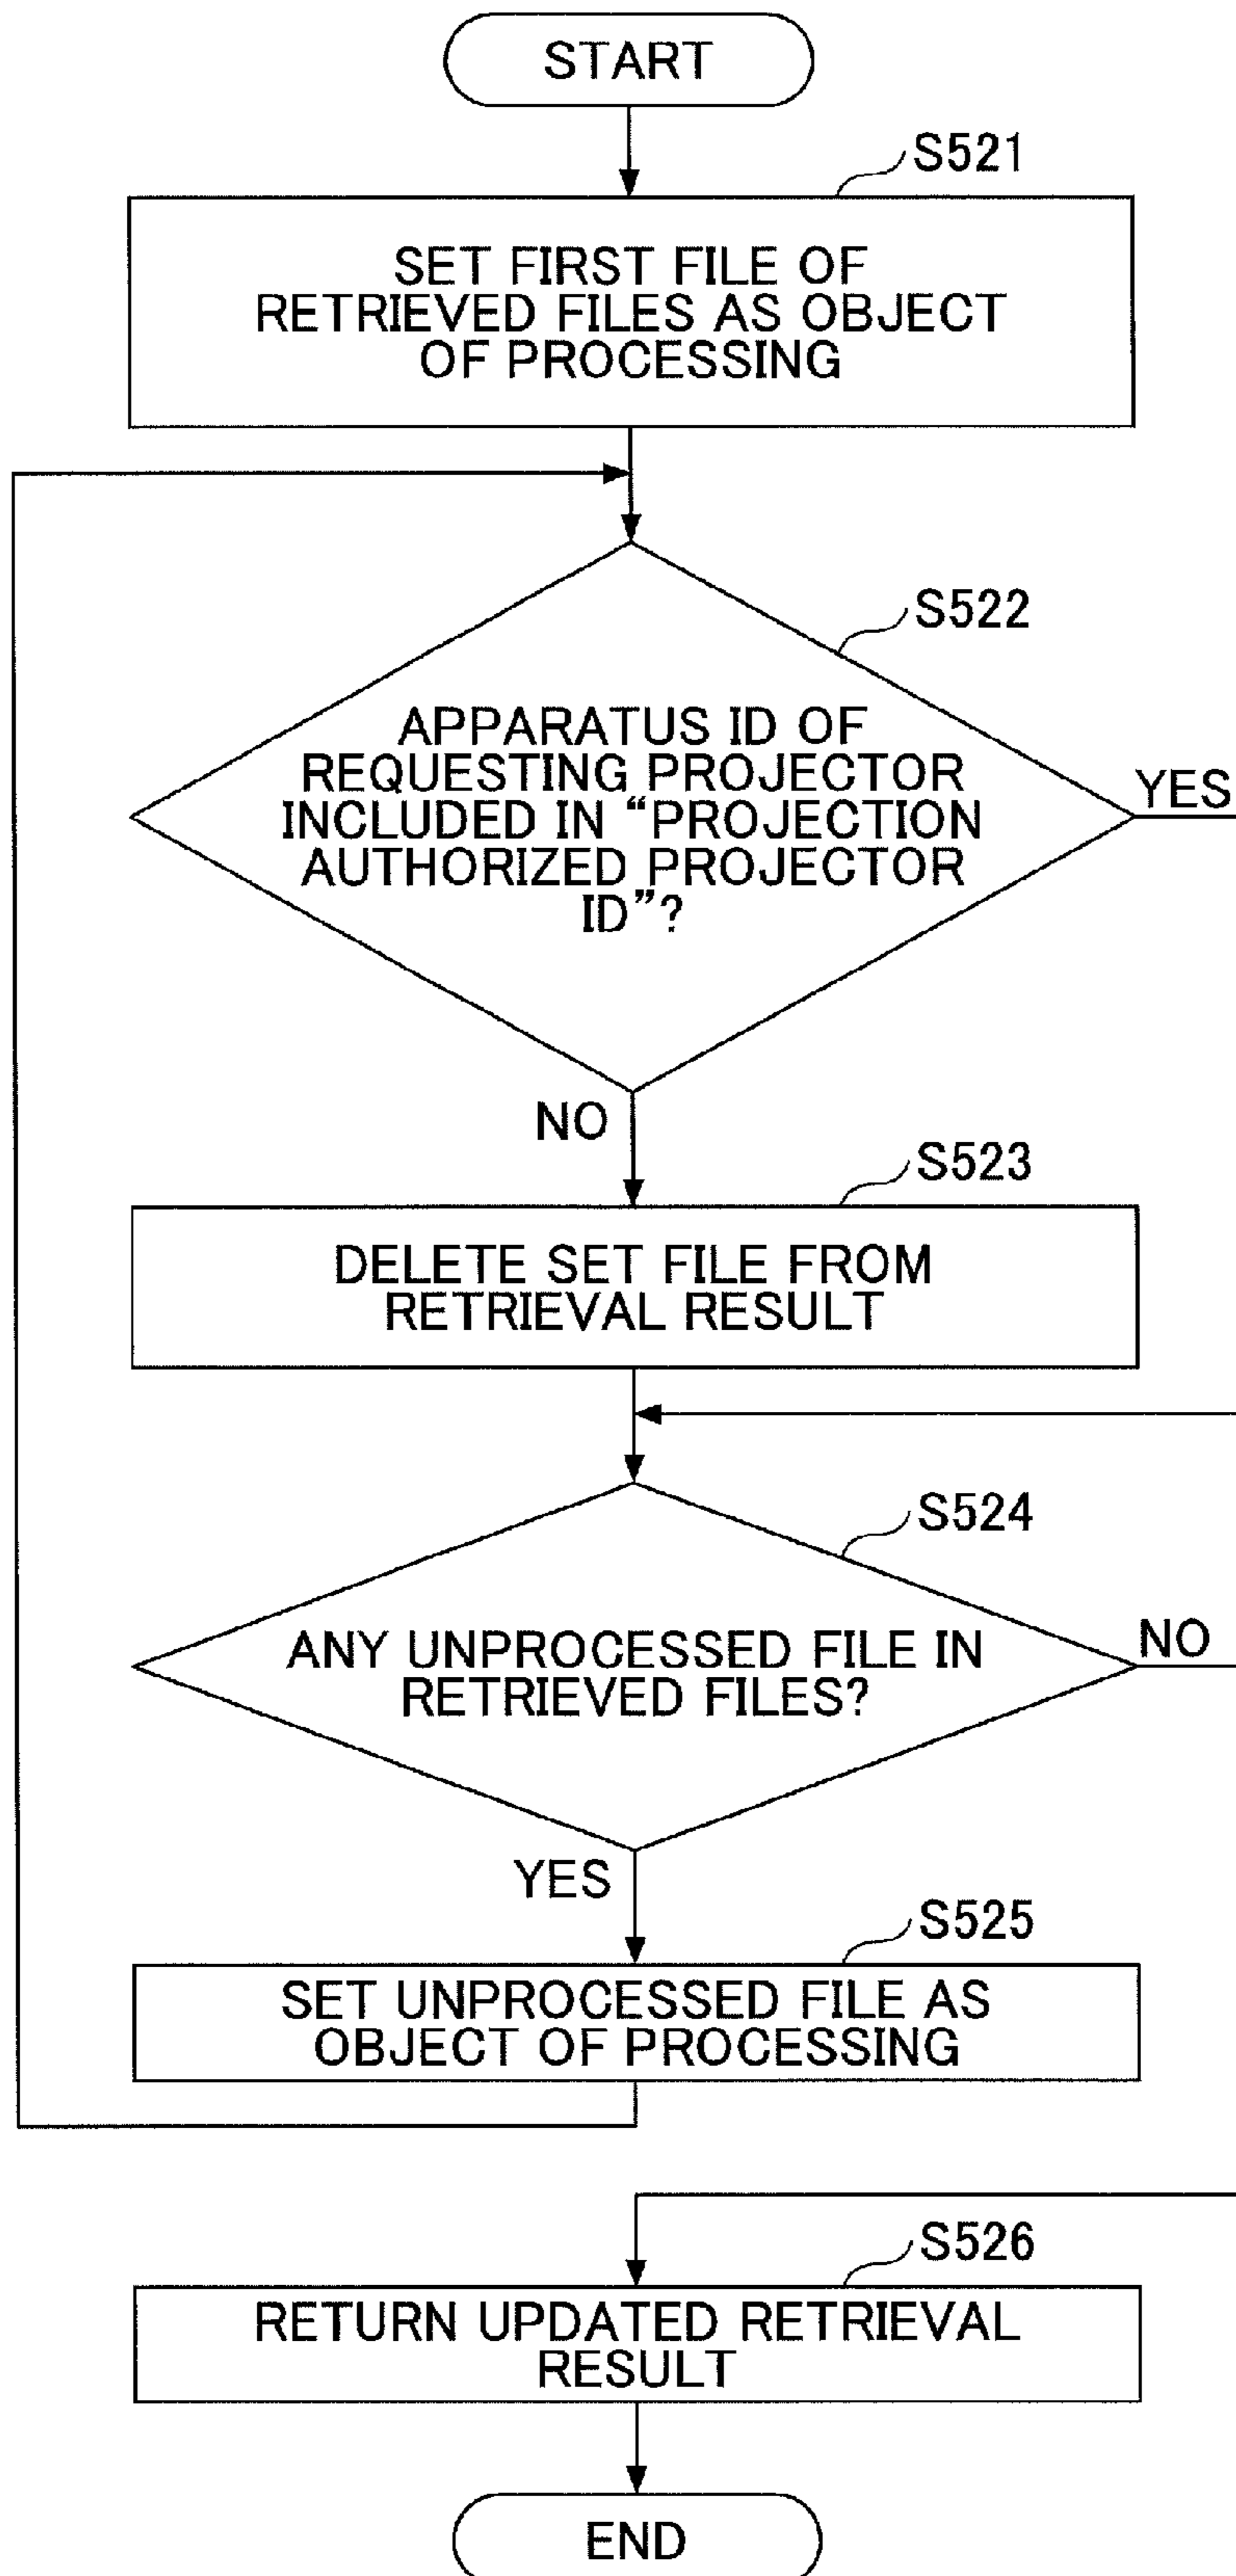 START
S521
SET FIRST FILE OF
RETRIEVED FILES AS OBJECT
OF PROCESSING
S522
APPARATUS ID OF
REQUESTING PROJECTOR
INCLUDED IN “PROJECTION
AUTHORIZED PROJECTOR
ID”?
YES
NO
S523
DELETE SET FILE FROM
RETRIEVAL RESULT
S524
ANY UNPROCESSED FILE IN
RETRIEVED FILES?
NO
YES
S525
SET UNPROCESSED FILE AS
OBJECT OF PROCESSING
S526
RETURN UPDATED RETRIEVAL
RESULT
END